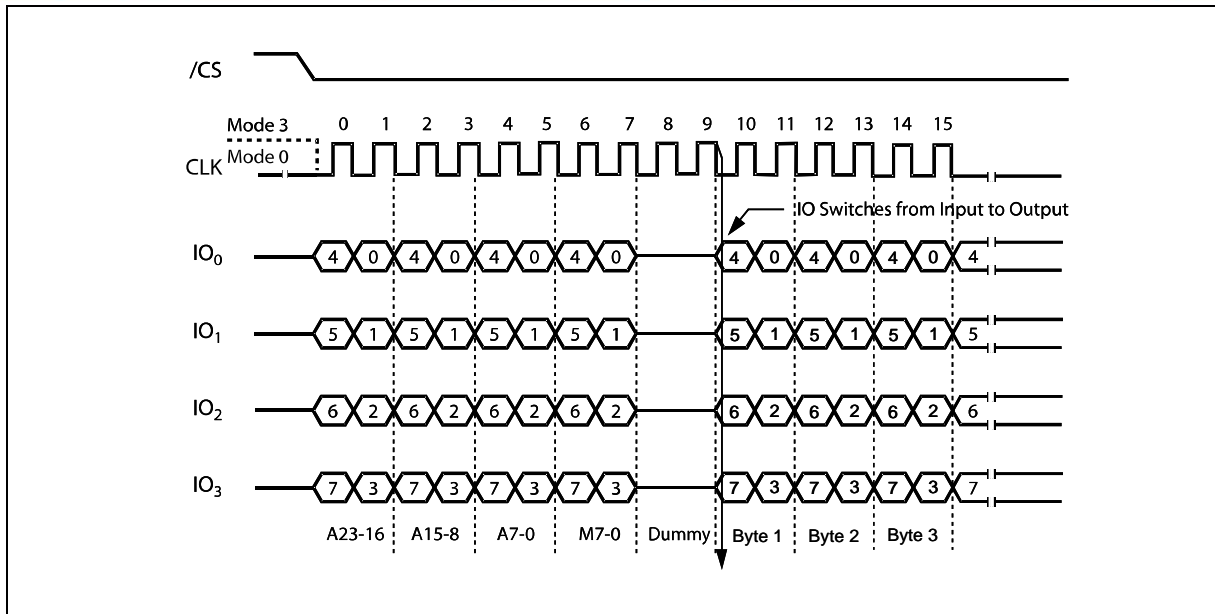 /CS
Mode 3 0 1 2 3 4 5 6 7 8 9 10 11 12 13 14 15
Mode 0
CLK
IO Switches from Input to Output
IO0 4 0 4 0 4 0 4 0 4 0 4 0 4 0 4
IO1 5 1 5 1 5 1 5 1 5 1 5 1 5 1 5
IO2 6 2 6 2 6 2 6 2 6 2 6 2 6 2 6
IO3 7 3 7 3 7 3 7 3 7 3 7 3 7 3 7
A23-16 A15-8 A7-0 M7-0 Dummy Byte 1 Byte 2 Byte 3